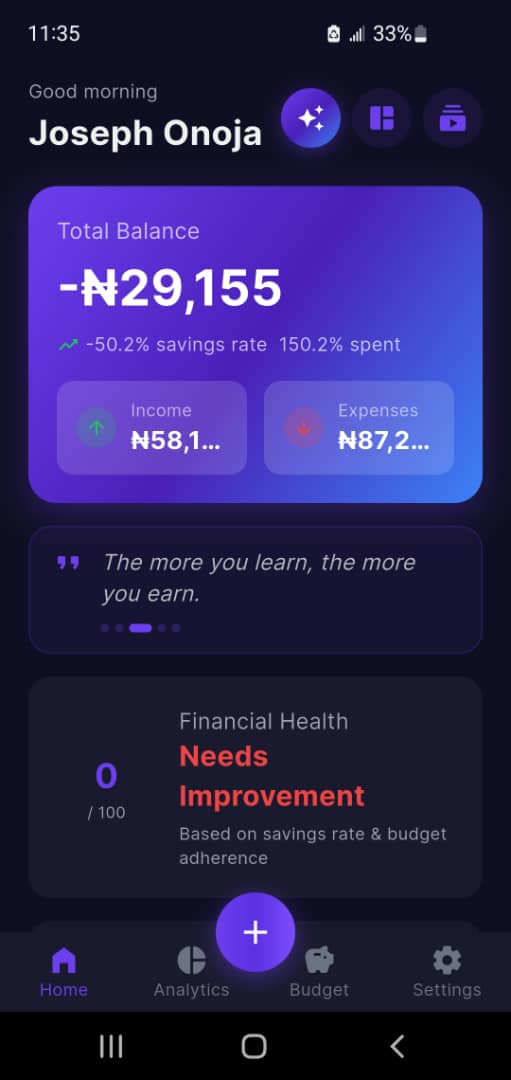 11:35
33%
Good morning
Joseph Onoja
Total Balance
-₦29,155
-50.2% savings rate 150.2% spent
Income
₦58,1...
Expenses
₦87,2...
The more you learn, the more
you earn.
0
/ 100
Financial Health
Needs
Improvement
Based on savings rate & budget
adherence
Home
Analytics
Budget
Settings